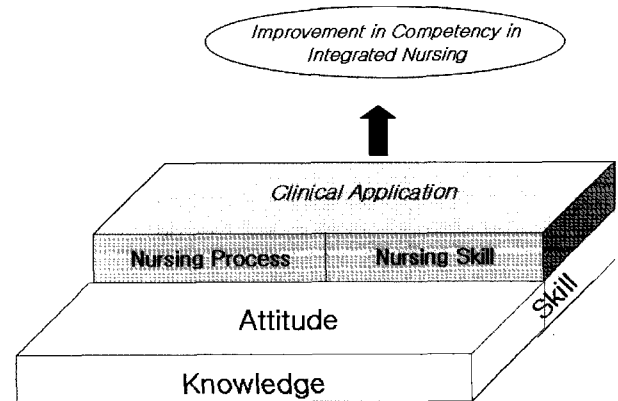 Improvement in Competency in
Integrated Nursing
Clinical Application
Nursing Process
Nursing Skill
Attitude
Skill
Knowledge